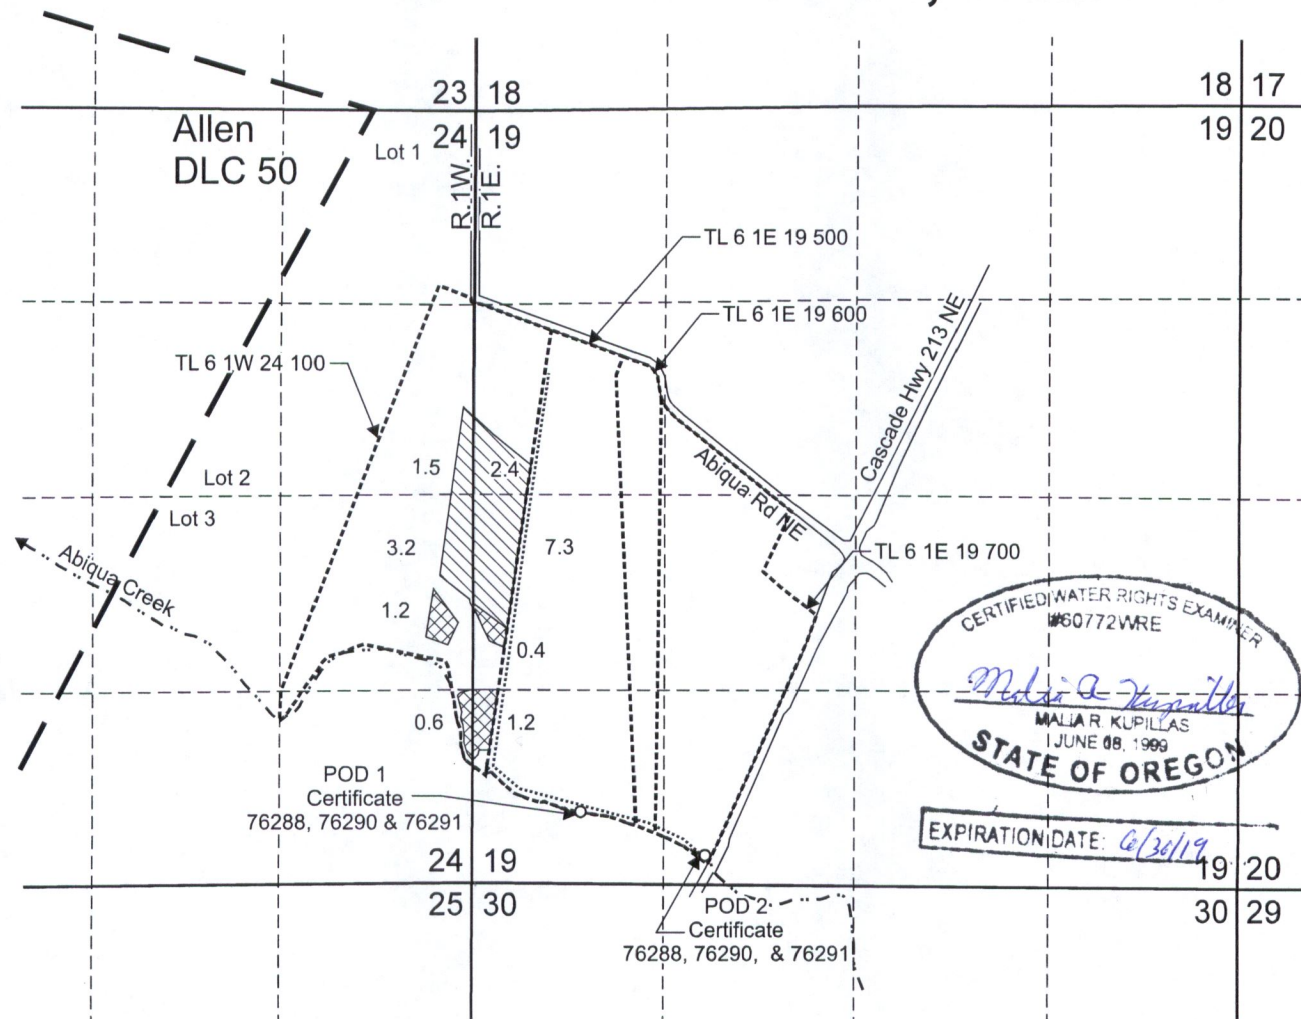 23 18
18 17
24 19
19 20
Allen
DLC 50
Lot 1
R.1W.
R.1E.
TL 6 1E 19 500
TL 6 1E 19 600
TL 6 1W 24 100
Cascade Hwy 213 NE
Abiqua Rd NE
1.5
2.4
Lot 2
Lot 3
3.2
7.3
TL 6 1E 19 700
Abiqua Creek
1.2
0.4
0.6
1.2
CERTIFIED WATER RIGHTS EXAMINER
#60772WRE
MALIA R. KUPILLAS
JUNE 08, 1999
STATE OF OREGON
EXPIRATION DATE: 6/30/19
POD 1
Certificate
76288, 76290 & 76291
24 19
19 20
25 30
30 29
POD 2
Certificate
76288, 76290, & 76291